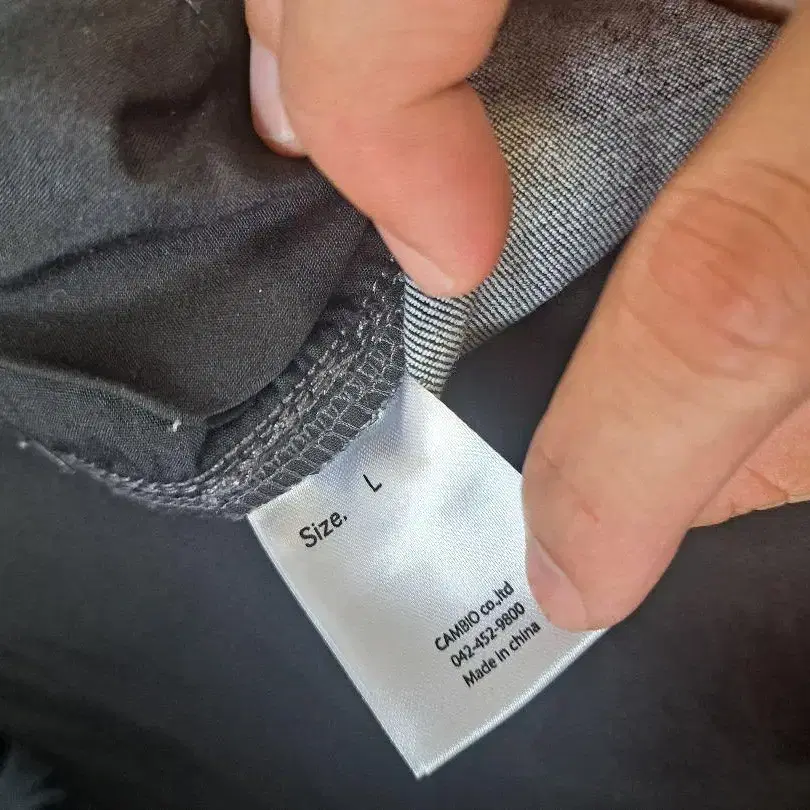 Size. L
CAMBIO co.,ltd
042-452-9800
Made in china